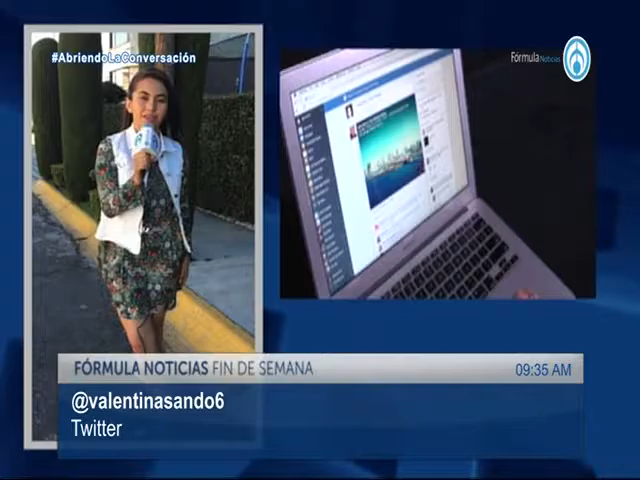 #AbriendoLaConversación
Fórmula Noticias
FÓRMULA NOTICIAS FIN DE SEMANA
09:35 AM
@valentinasando6
Twitter